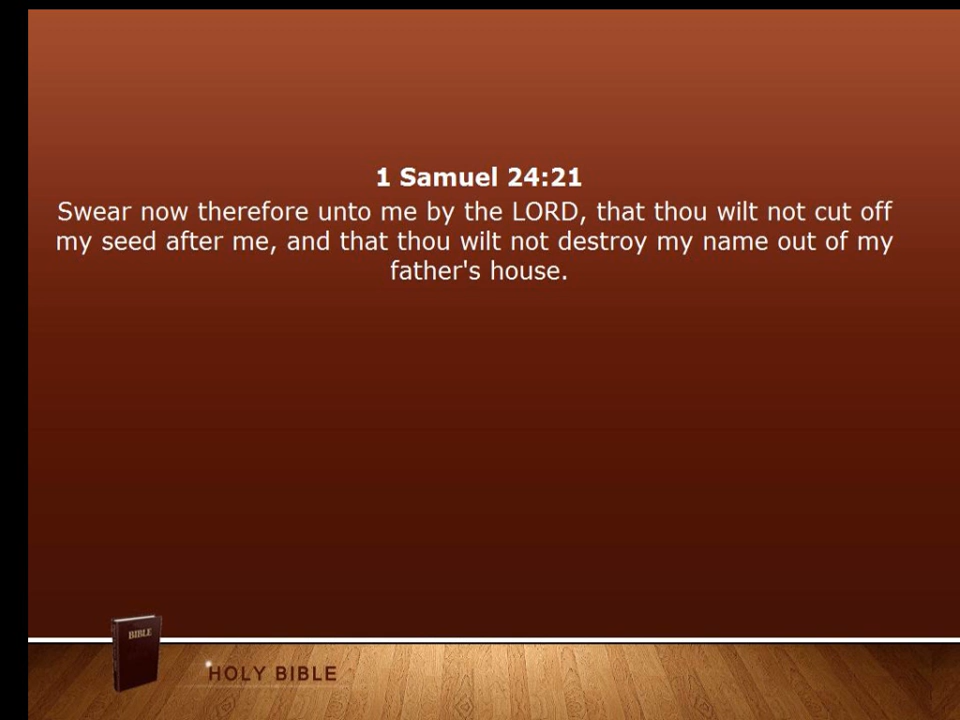 1 Samuel 24:21
Swear now therefore unto me by the LORD, that thou wilt not cut off
my seed after me, and that thou wilt not destroy my name out of my
father's house.
BIBLE
HOLY BIBLE